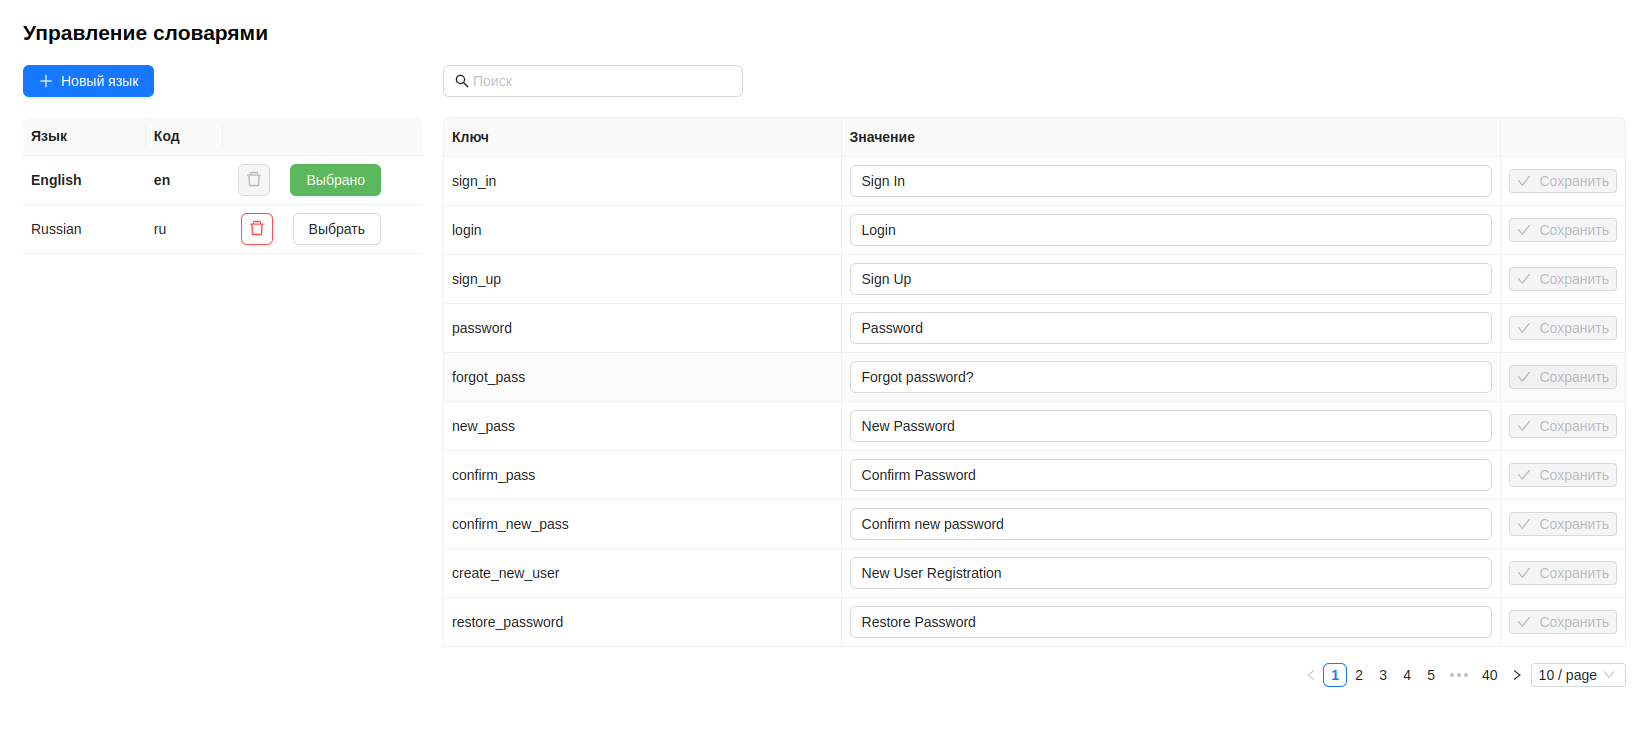 Управление словарями
Новый язык
Поиск
Язык Код
English en Выбрано
Russian ru Выбрать
Ключ Значение
sign_in Sign In Сохранить
login Login Сохранить
sign_up Sign Up Сохранить
password Password Сохранить
forgot_pass Forgot password? Сохранить
new_pass New Password Сохранить
confirm_pass Confirm Password Сохранить
confirm_new_pass Confirm new password Сохранить
create_new_user New User Registration Сохранить
restore_password Restore Password Сохранить
1 2 3 4 5 ••• 40 10 / page